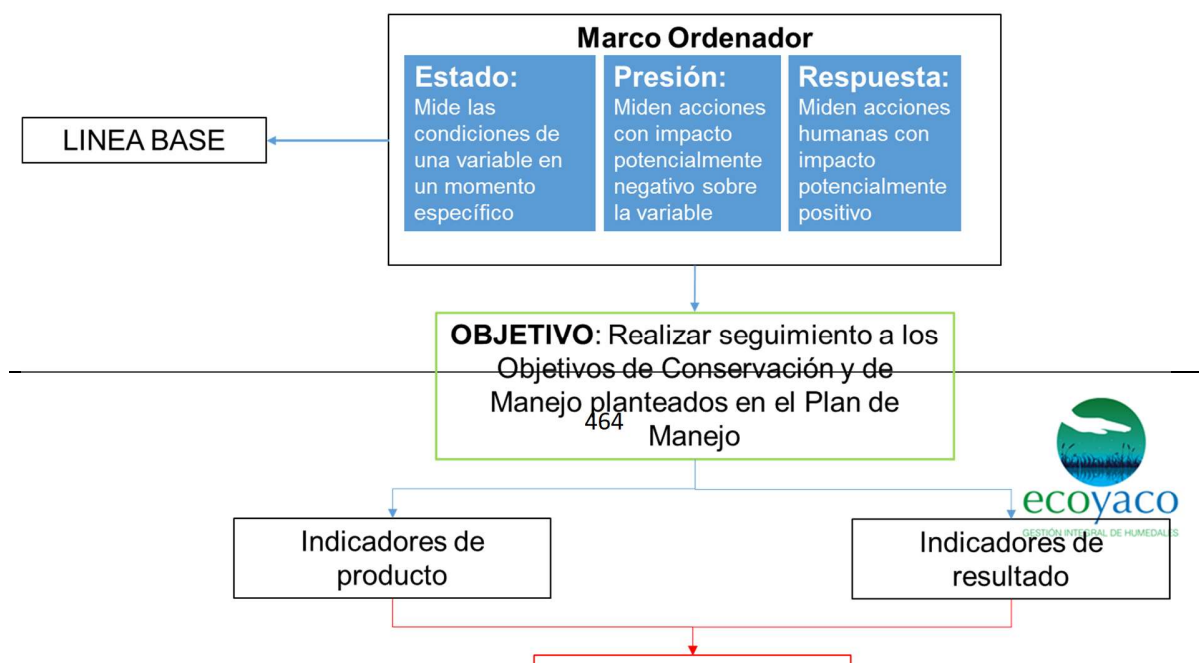 Marco Ordenador
Estado:
Mide las
condiciones de
una variable en
un momento
específico
Presión:
Miden acciones
con impacto
potencialmente
negativo sobre
la variable
Respuesta:
Miden acciones
humanas con
impacto
potencialmente
positivo
LINEA BASE
OBJETIVO: Realizar seguimiento a los
Objetivos de Conservación y de
Manejo planteados en el Plan de
Manejo
464
ecoyaco
GESTIÓN INTEGRAL DE HUMEDALES
Indicadores de
producto
Indicadores de
resultado